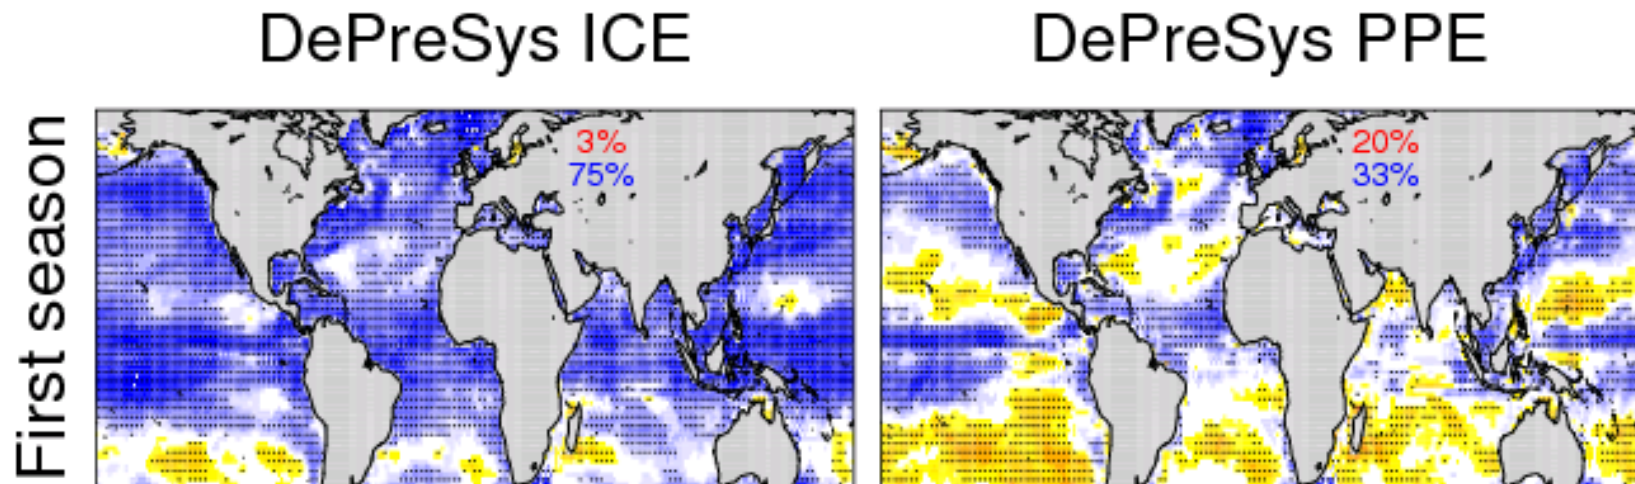 DePreSys ICE
DePreSys PPE
First season
3%
75%
20%
33%